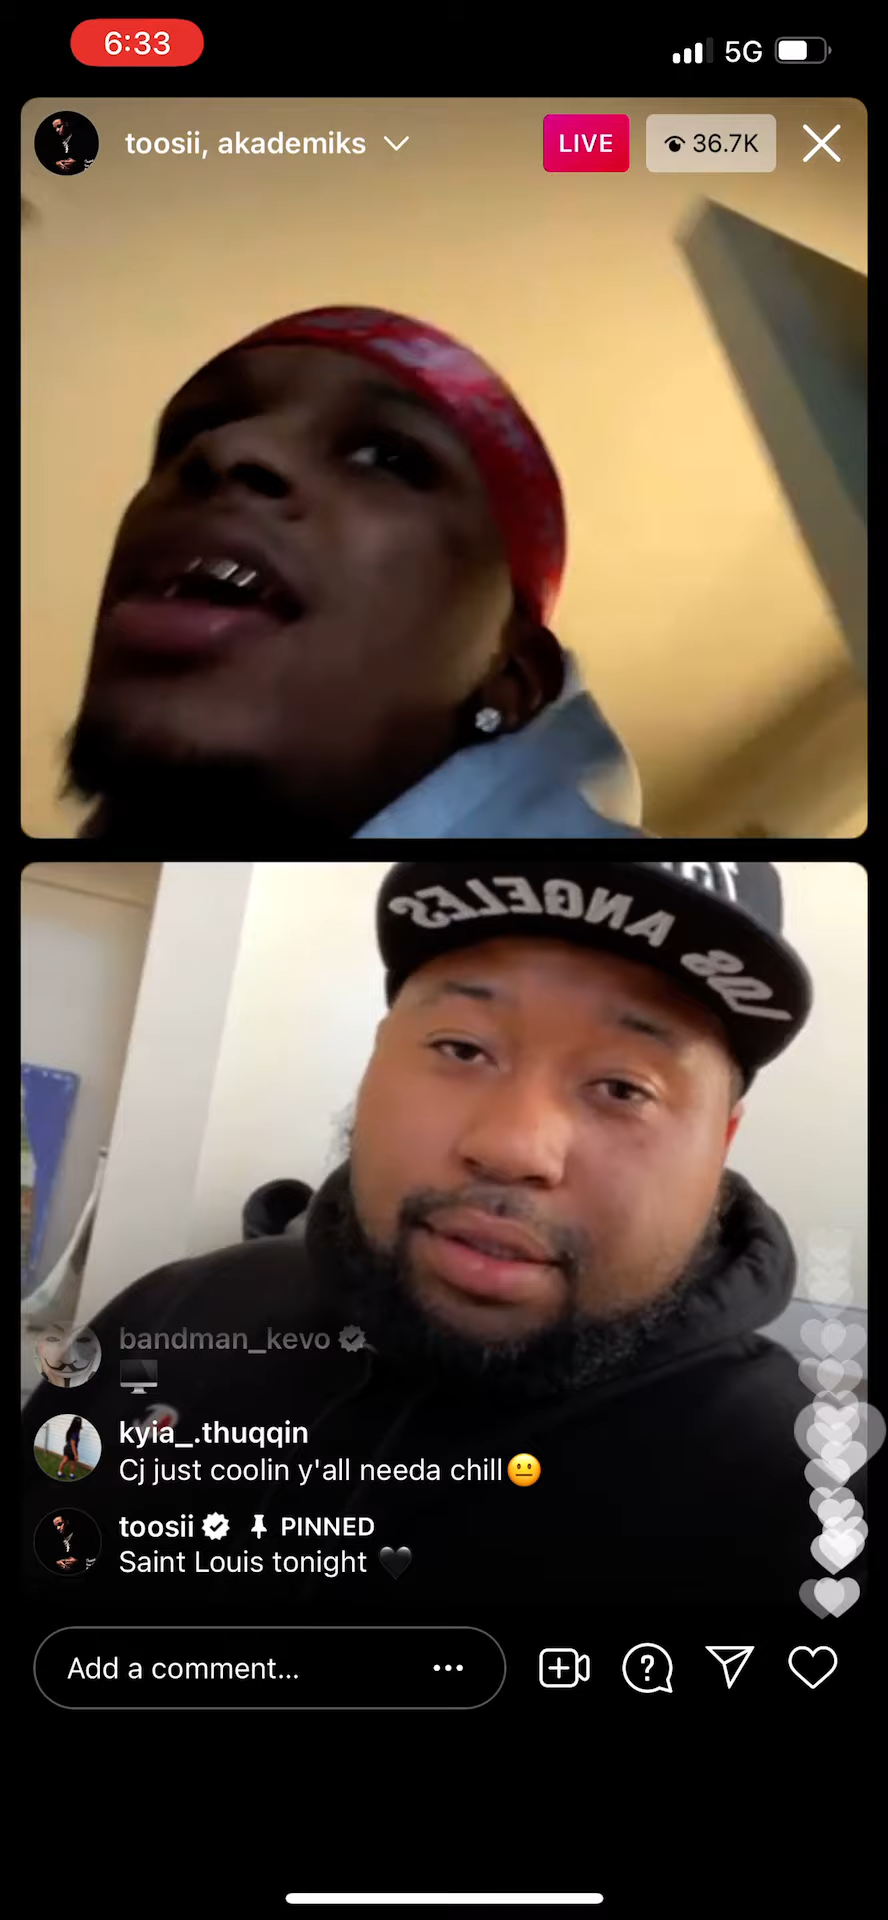 6:33
5G
toosii, akademiks
LIVE
36.7K
LOS ANGELES
bandman_kevo
kyia_.thuqqin
Cj just coolin y'all needa chill😐
toosii PINNED
Saint Louis tonight 🖤
Add a comment...